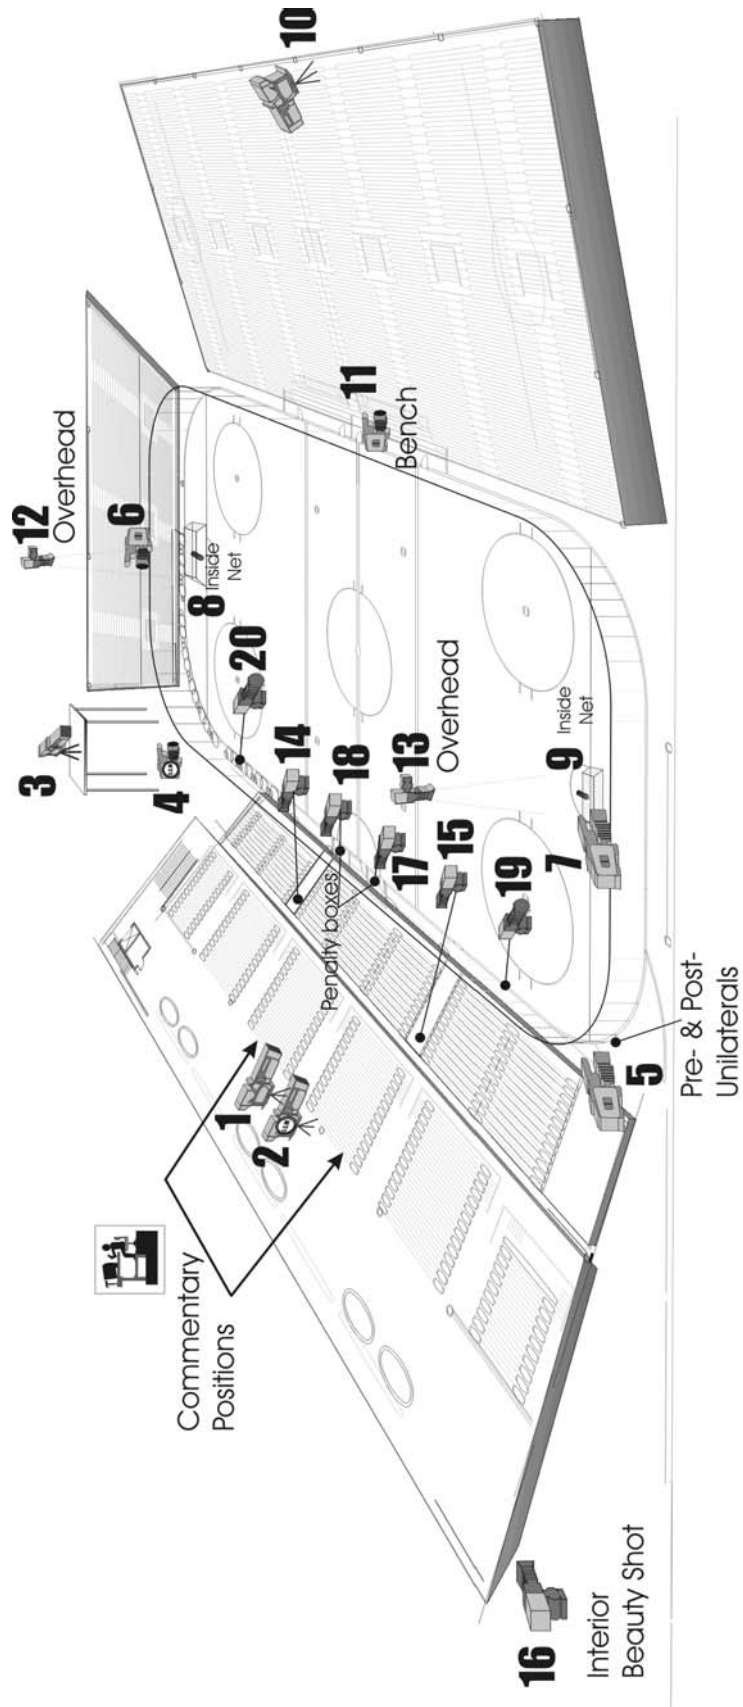 12
Overhead
3
6
4
Commentary
Positions
8
Inside
Net
1
2
20
14
10
Penalty boxes
18
11
Bench
17
13
Overhead
15
19
16
Interior
Beauty Shot
7
9
Inside
Net
5
Pre- & Post-
Unilaterals